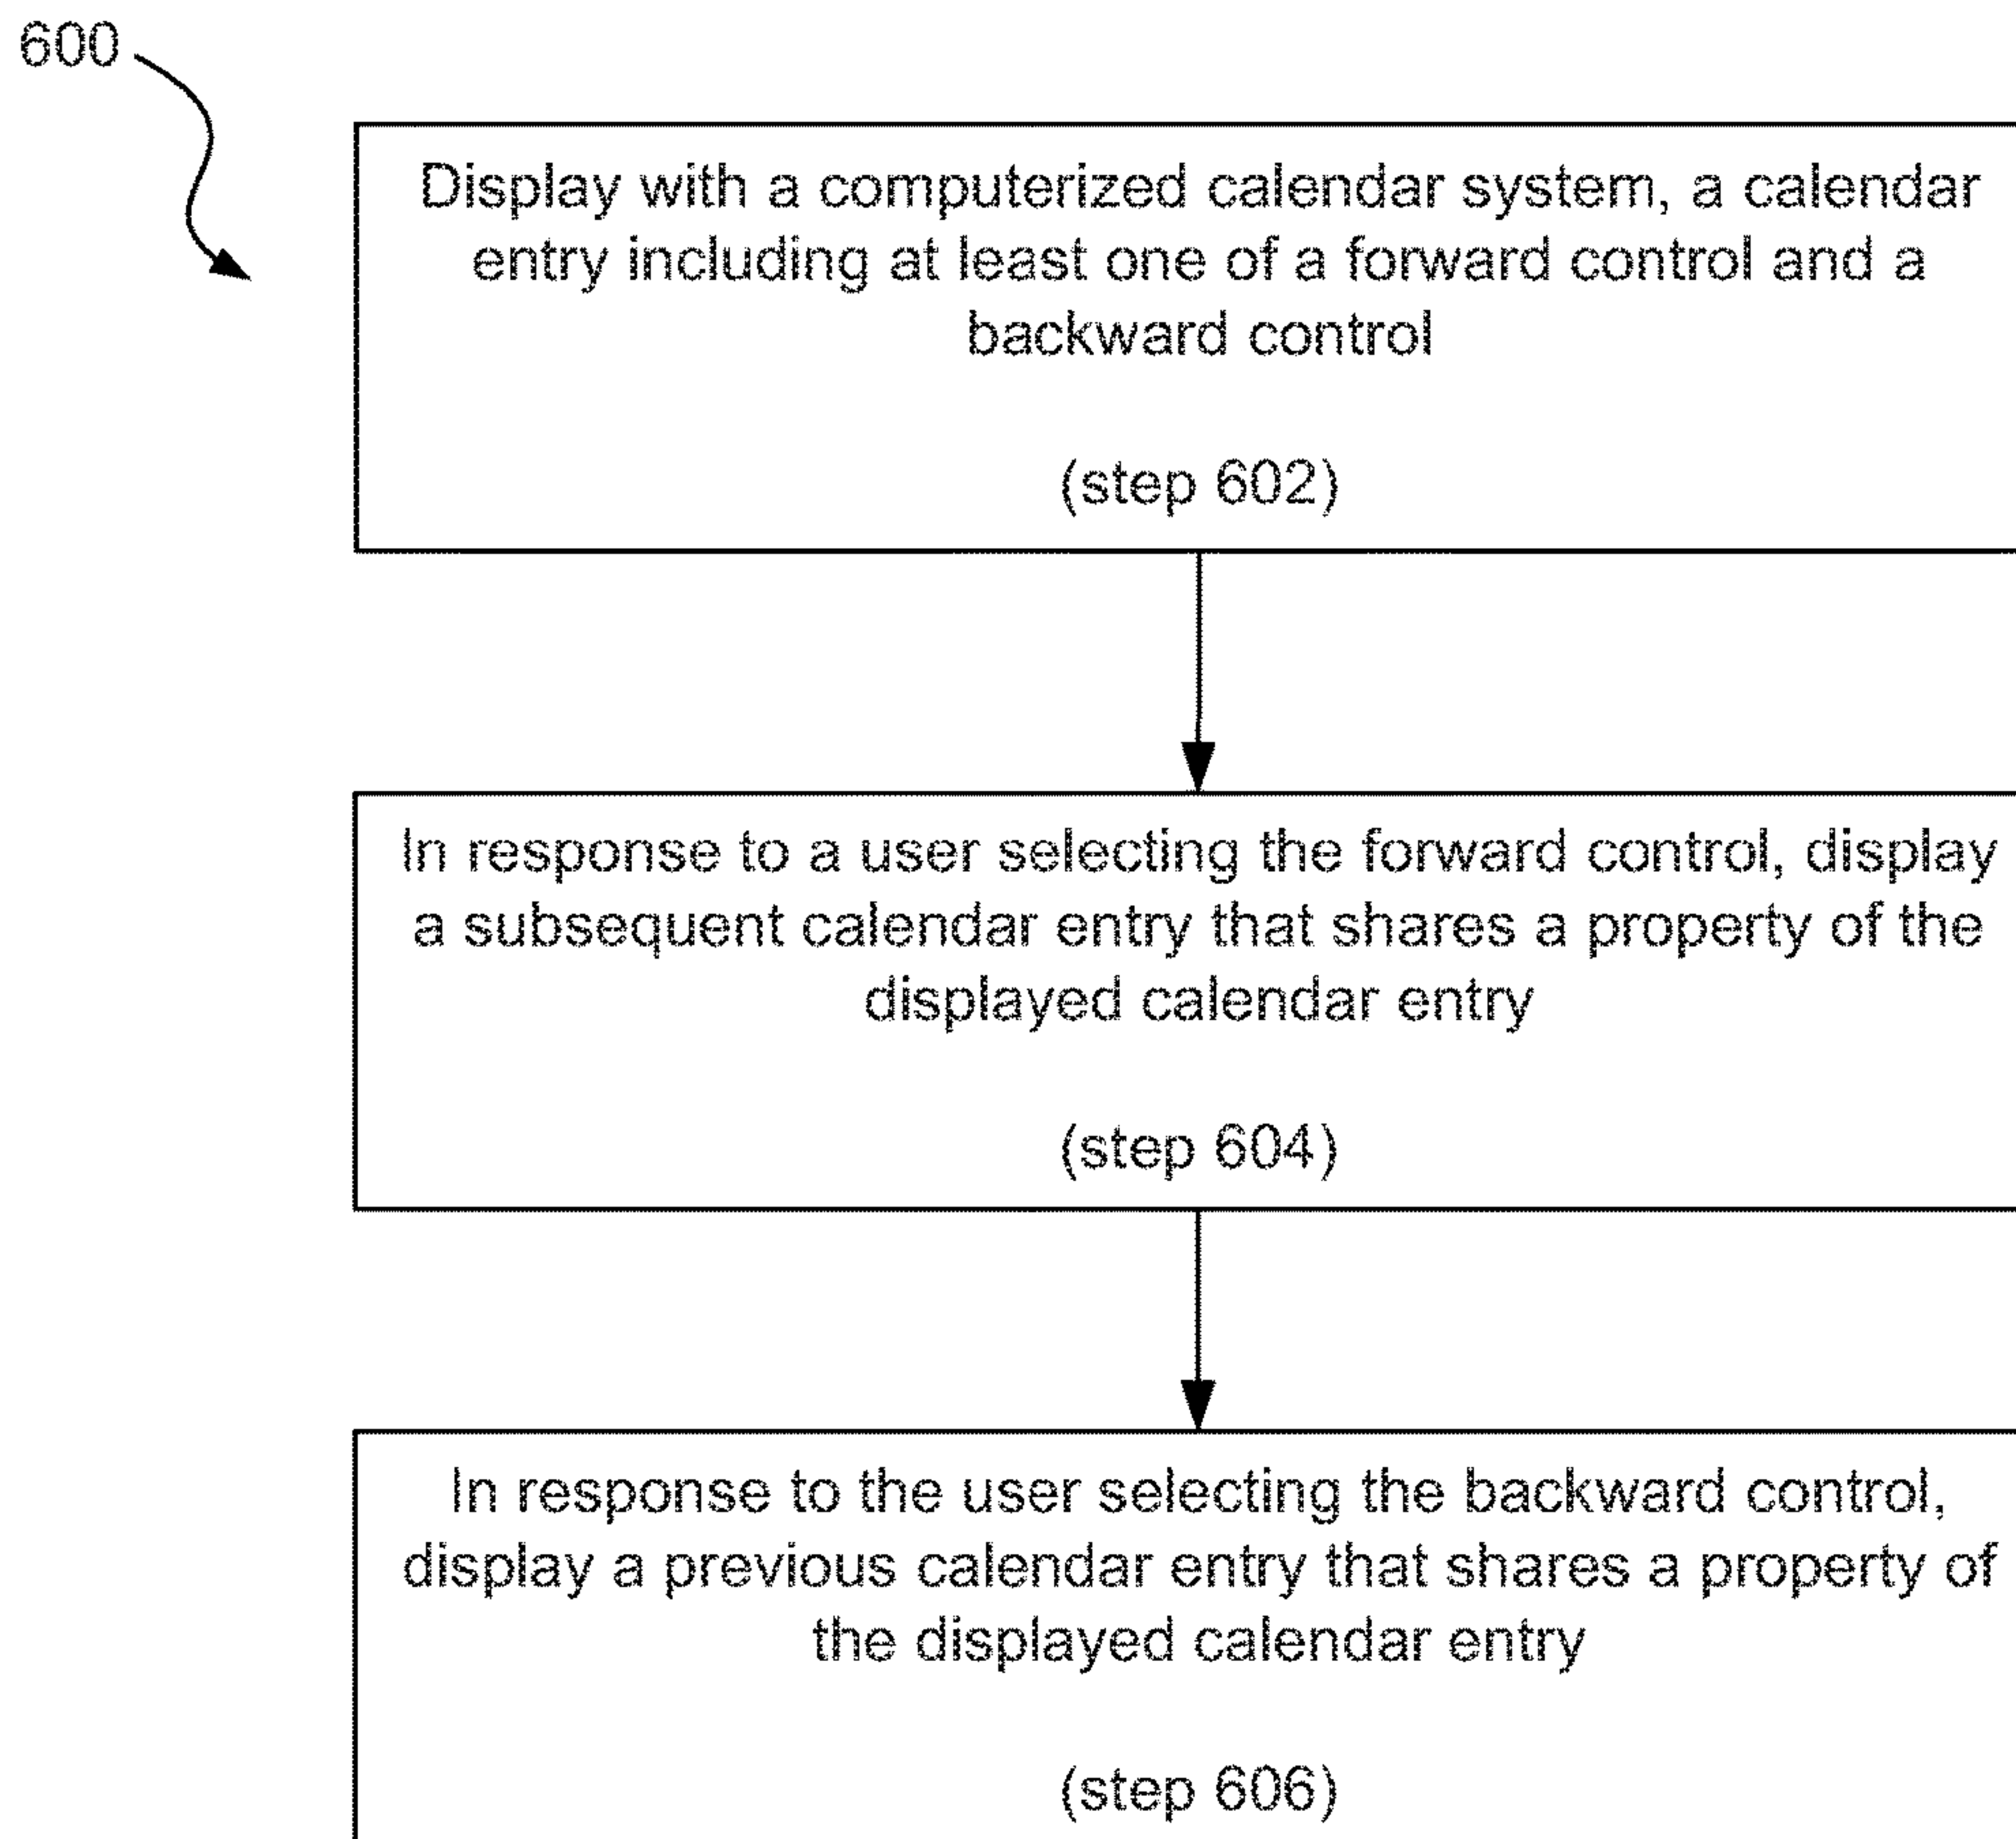 600
Display with a computerized calendar system, a calendar
entry including at least one of a forward control and a
backward control
(step 602)
In response to a user selecting the forward control, display
a subsequent calendar entry that shares a property of the
displayed calendar entry
(step 604)
In response to the user selecting the backward control,
display a previous calendar entry that shares a property of
the displayed calendar entry
(step 606)